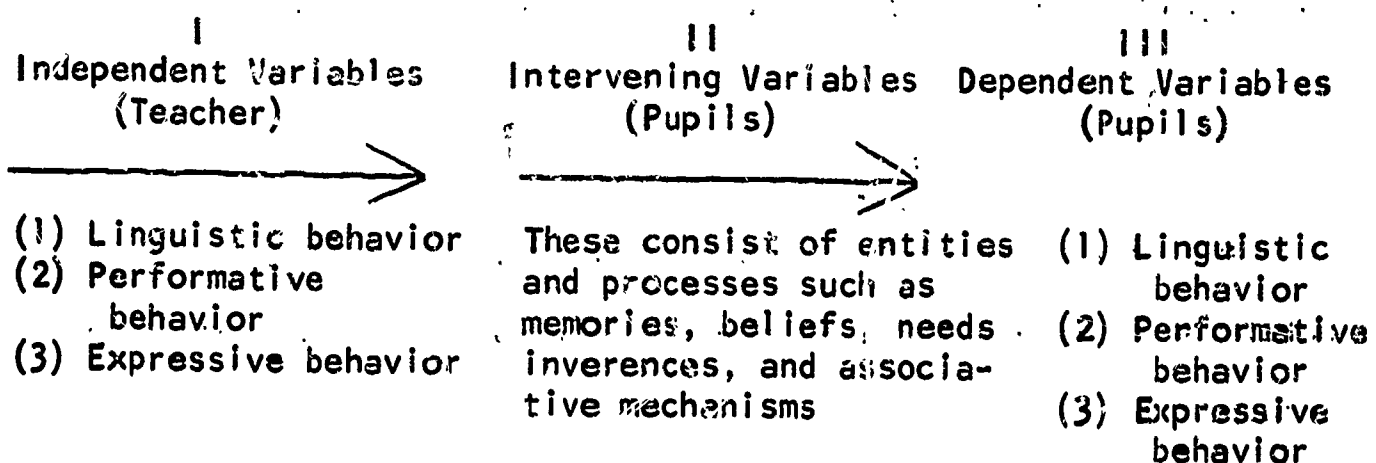 I
Independent Variables
(Teacher)
(1) Linguistic behavior
(2) Performative
behavior
(3) Expressive behavior
II
Intervening Variables
(Pupils)
These consist of entities
and processes such as
memories, beliefs, needs
inverences, and associa-
tive mechanisms
III
Dependent Variables
(Pupils)
(1) Linguistic
behavior
(2) Performative
behavior
(3) Expressive
behavior